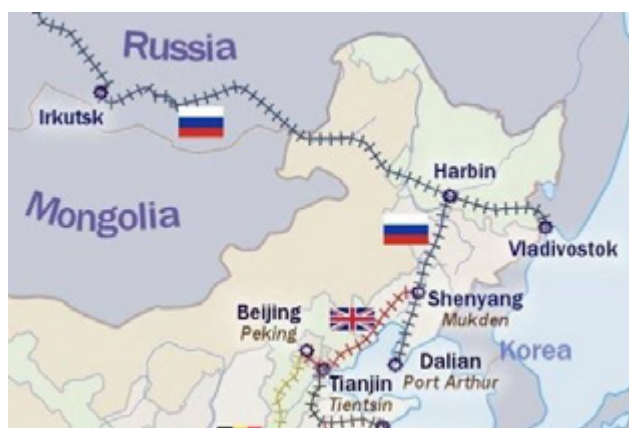 Russia
Irkutsk
Mongolia
Harbin
Vladivostok
Shenyang
Mukden
Beijing
Peking
Korea
Dalian
Port Arthur
Tianjin
Tientsin